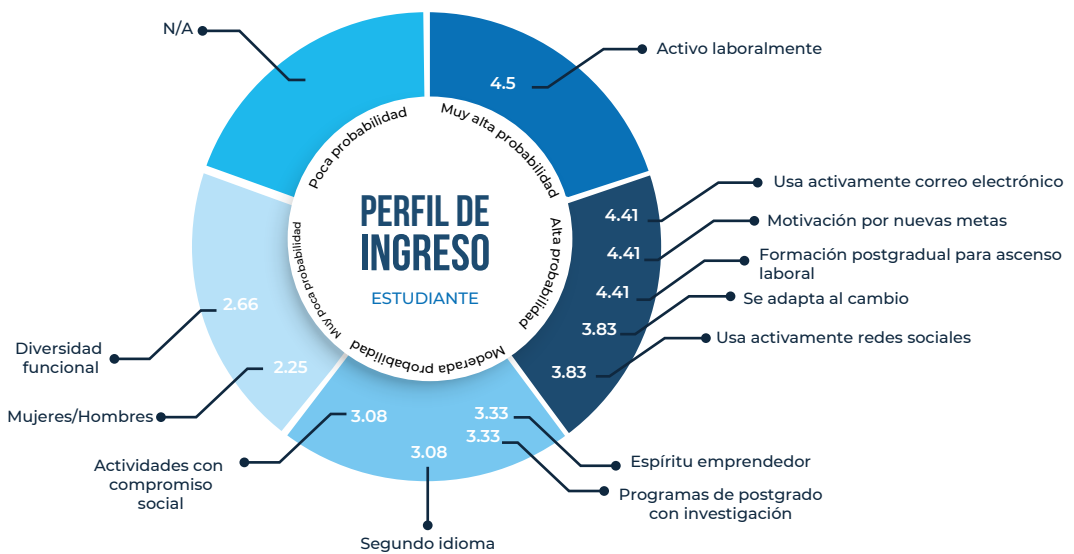 PERFIL DE
INGRESO
ESTUDIANTE
Muy alta probabilidad
4.5
Activo laboralmente
Alta probabilidad
4.41
Usa activamente correo electrónico
4.41
Motivación por nuevas metas
4.41
Formación postgradual para ascenso
laboral
3.83
Se adapta al cambio
3.83
Usa activamente redes sociales
Moderada probabilidad
3.33
Espíritu emprendedor
3.33
Programas de postgrado
con investigación
3.08
Segundo idioma
3.08
Actividades con
compromiso
social
Muy poca probabilidad
2.25
Mujeres/Hombres
2.66
Diversidad
funcional
Poca probabilidad
N/A